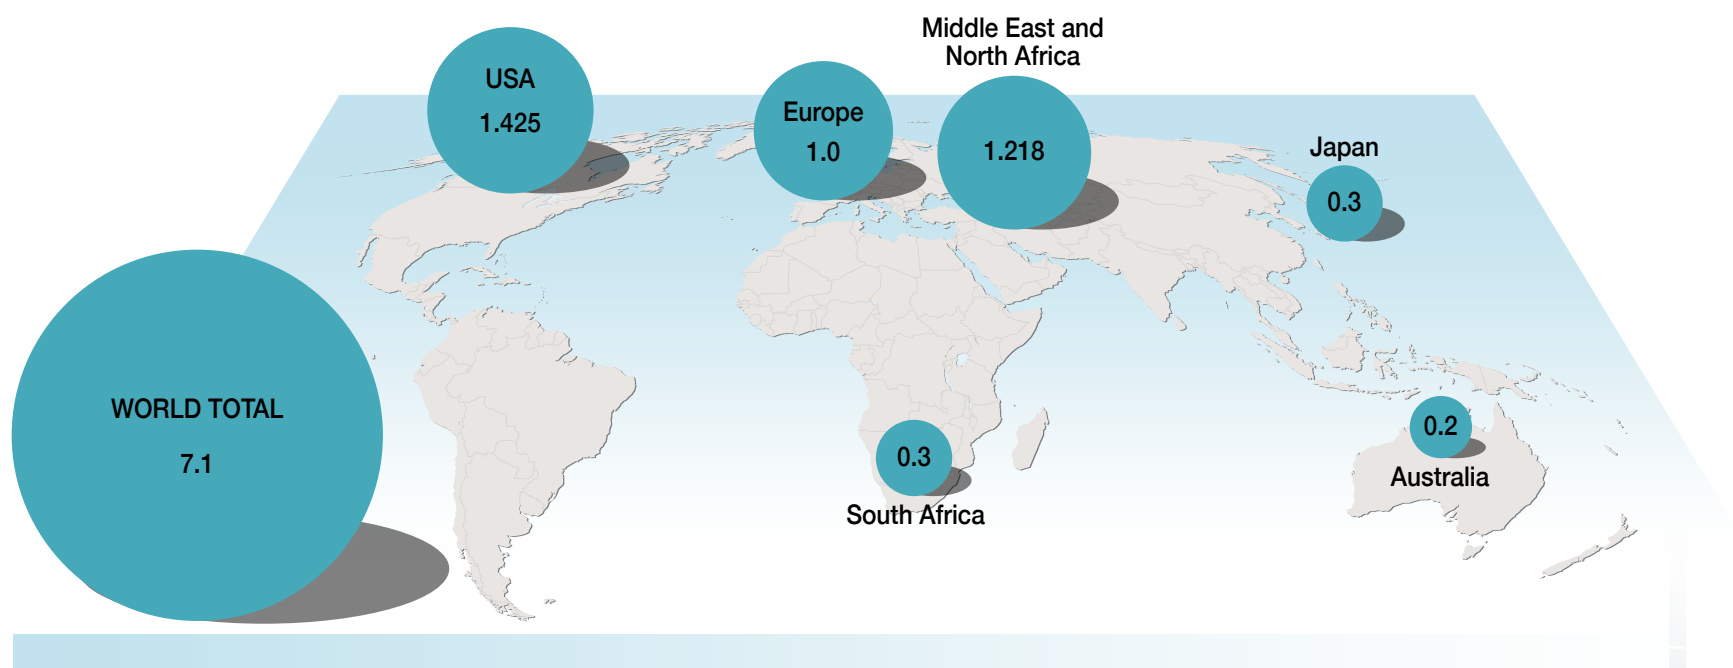 Middle East and
North Africa
USA
1.425
Europe
1.0
1.218
Japan
0.3
WORLD TOTAL
7.1
0.3
South Africa
0.2
Australia